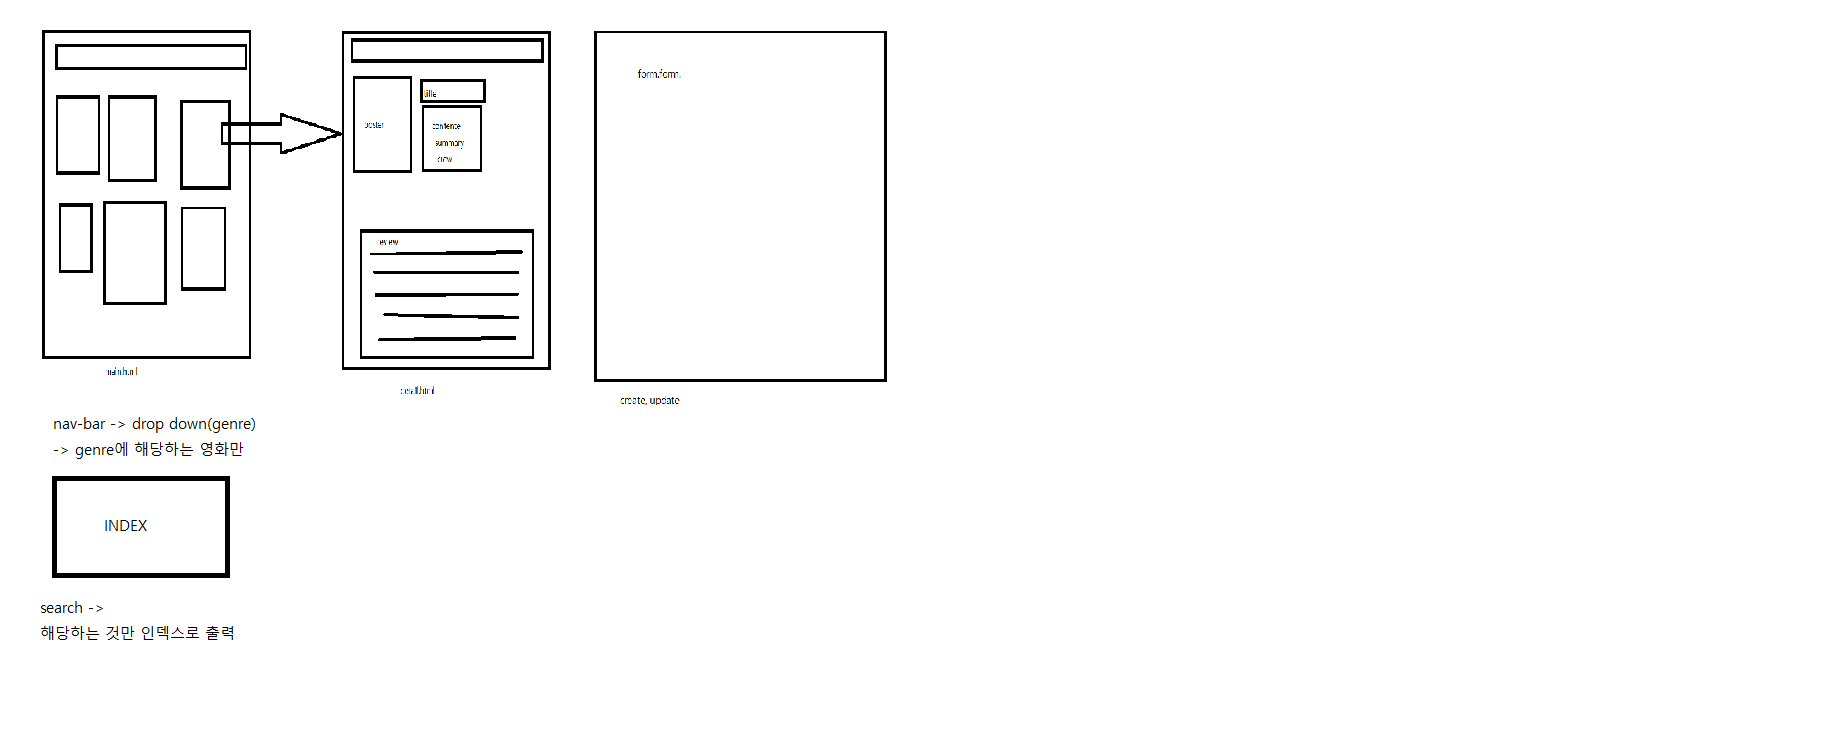 form.form.
title
poster
contente
summary
crew
review
main.html
detail.html
create, update
nav-bar -> drop down(genre)
-> genre에 해당하는 영화만
INDEX
search ->
해당하는 것만 인덱스로 출력